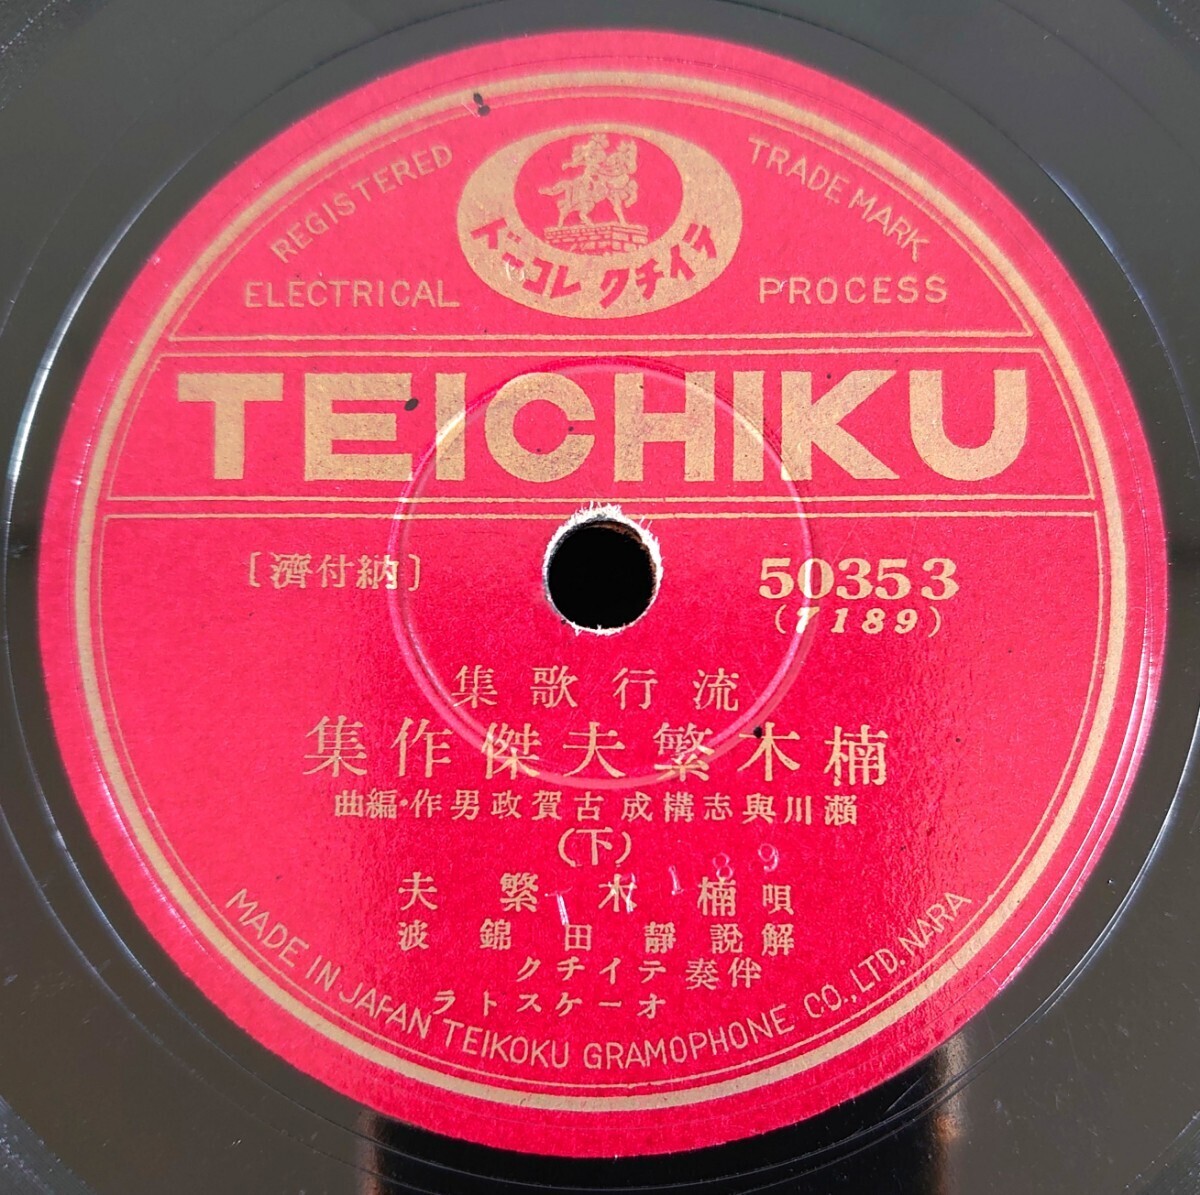 REGISTERED TRADE MARK
テイチクレコード
ELECTRICAL PROCESS
TEICHIKU
〔納付濟〕
50353
(7189)
流行歌集
楠木繁夫傑作集
瀬川與志構成 古賀政男作・編曲
(下)
7189
唄 楠木繁夫
解說 靜田錦波
伴奏 テイチク
オーケストラ
MADE IN JAPAN TEIKOKU GRAMOPHONE CO., LTD. NARA